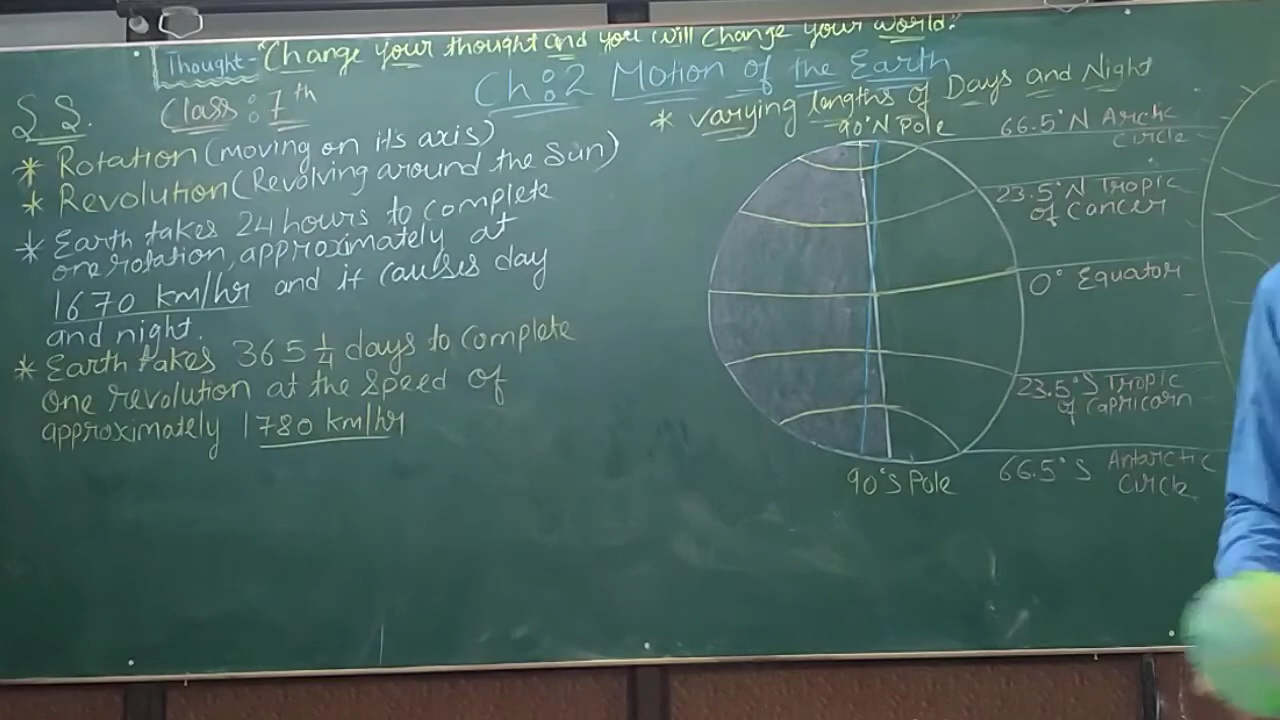 Thought- "Change your thought and you will change your world."
Ch:2 Motion of the Earth
S.S.
Class:7th
* Rotation (moving on its axis)
* Revolution (Revolving around the Sun)
* Earth takes 24 hours to complete
one rotation, approximately at
1670 km/hr and it causes day
and night.
* Earth takes 365 1/4 days to complete
one revolution at the speed of
approximately 1780 km/hr
* varying lengths of Days and Night
90°N Pole
66.5°N Arctic
Circle
23.5°N Tropic
of Cancer
0° Equator
23.5°S Tropic
of Capricorn
90°S Pole
66.5°S Antarctic
Circle